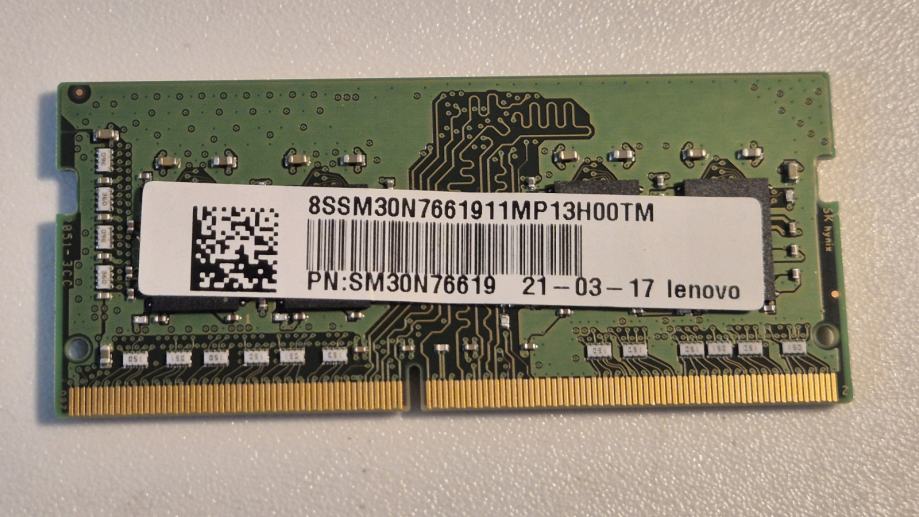 8SSM30N7661911MP13H00TM
PN:SM30N76619 21-03-17 lenovo
SK hynix